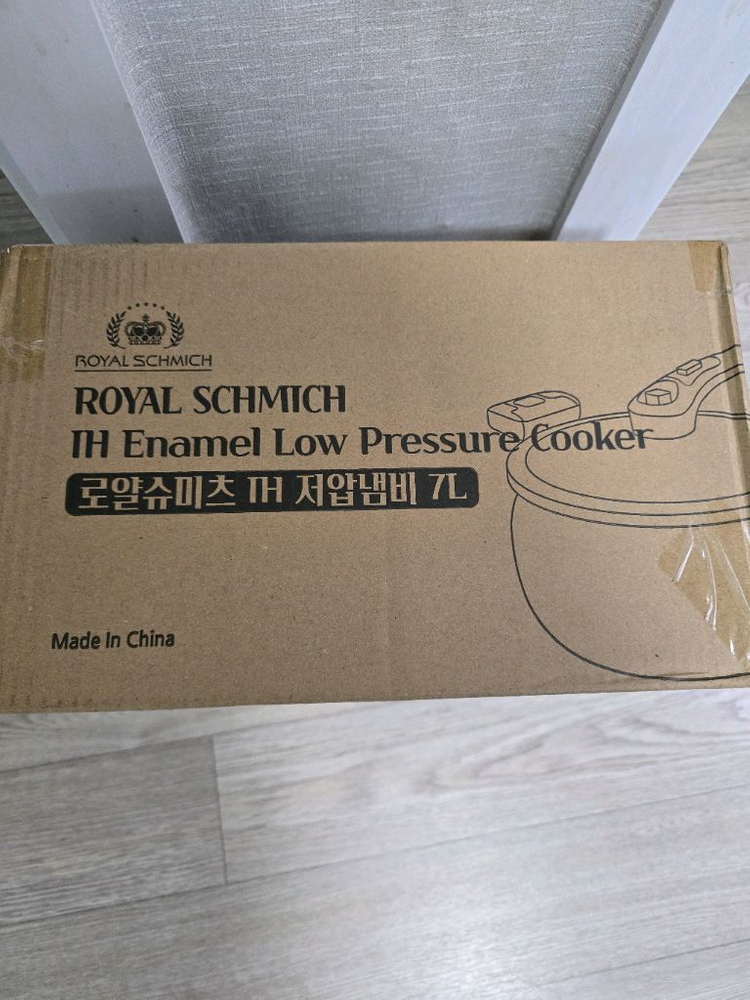 ROYAL SCHMICH
ROYAL SCHMICH
IH Enamel Low Pressure Cooker
로얄슈미츠 IH 저압냄비 7L
Made In China